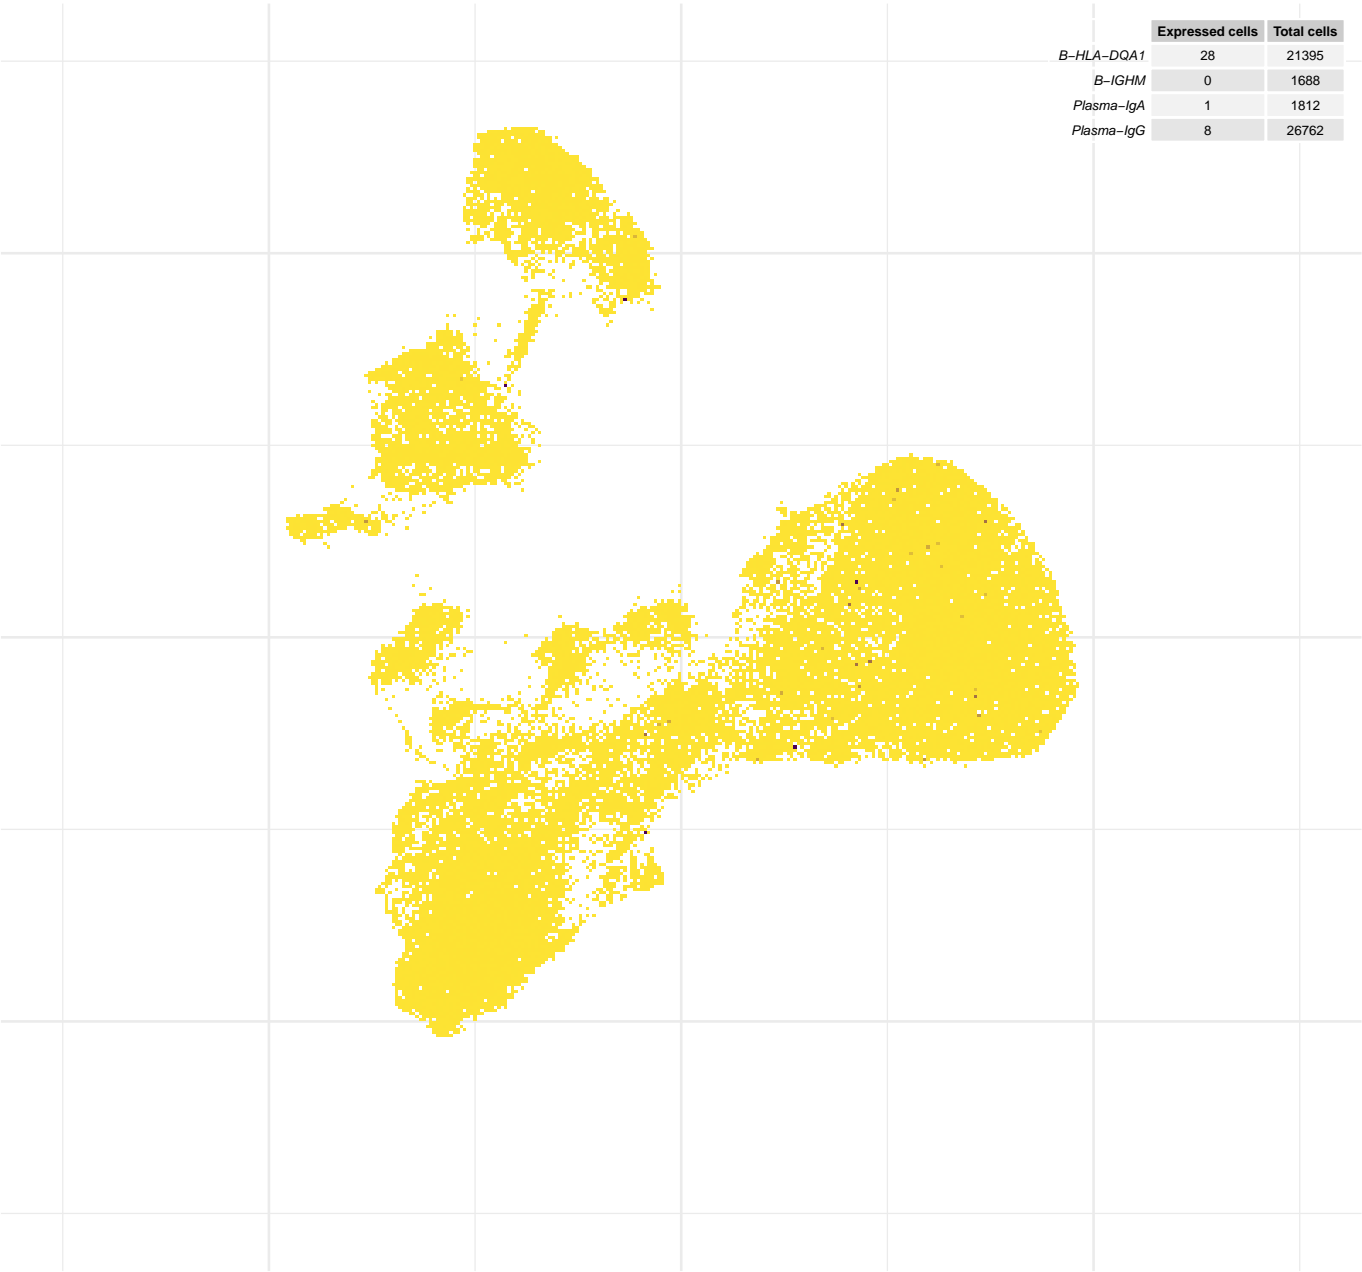 Expressed cells Total cells
B–HLA–DQA1 28 21395
B–IGHM 0 1688
Plasma–IgA 1 1812
Plasma–IgG 8 26762